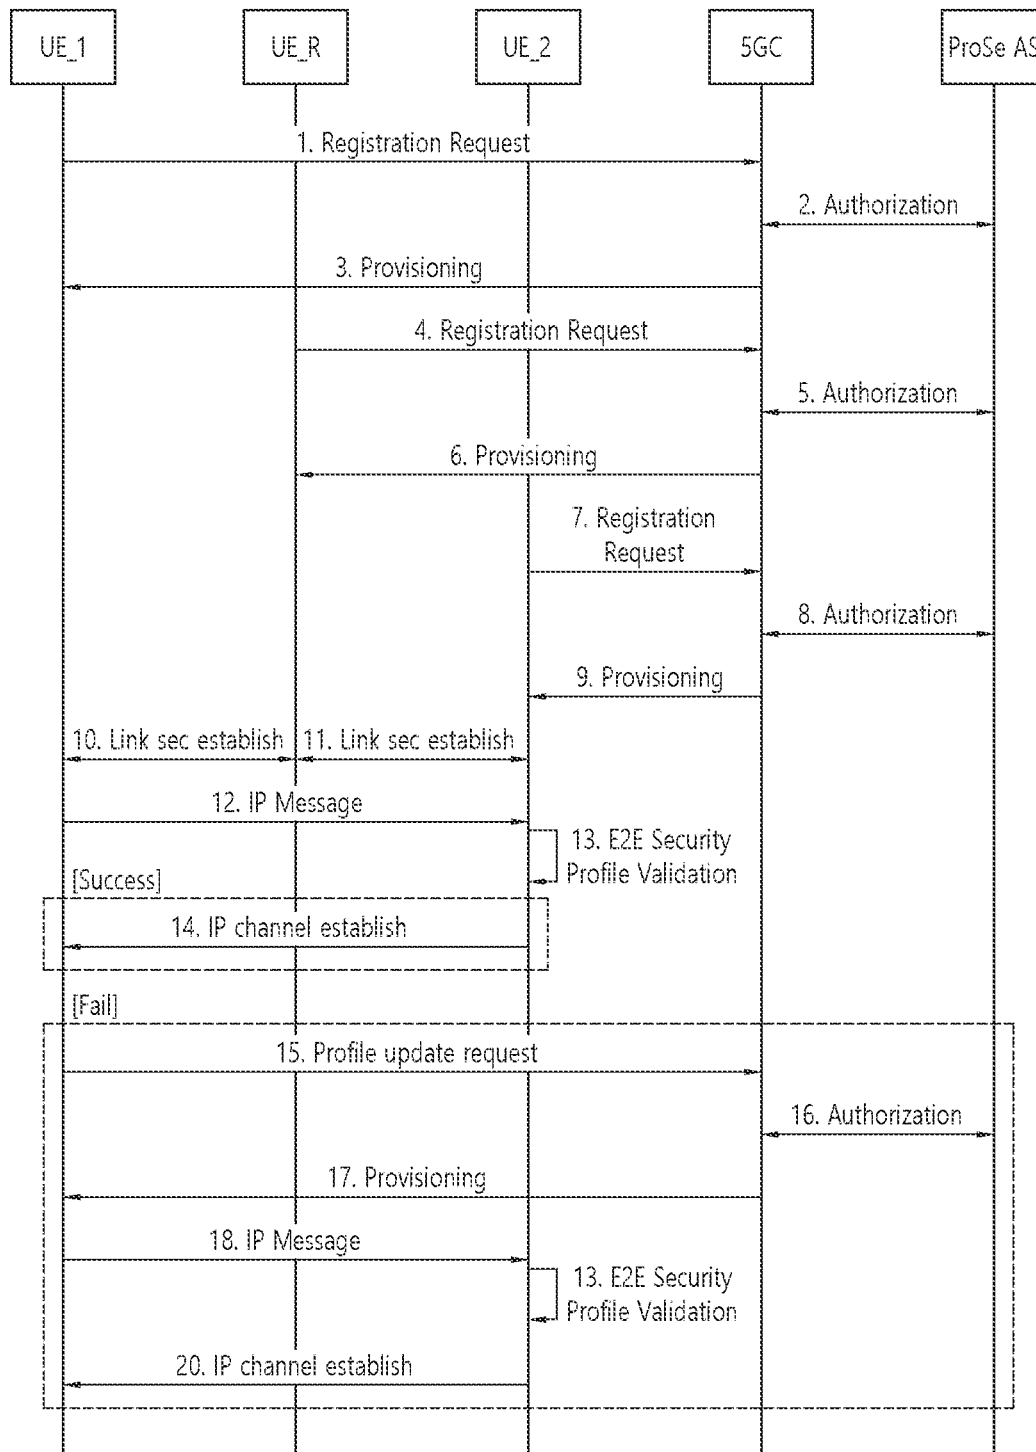 UE_1
UE_R
UE_2
5GC
ProSe AS
1. Registration Request
2. Authorization
3. Provisioning
4. Registration Request
5. Authorization
6. Provisioning
7. Registration
Request
8. Authorization
9. Provisioning
10. Link sec establish
11. Link sec establish
12. IP Message
13. E2E Security
Profile Validation
[Success]
14. IP channel establish
[Fail]
15. Profile update request
16. Authorization
17. Provisioning
18. IP Message
13. E2E Security
Profile Validation
20. IP channel establish